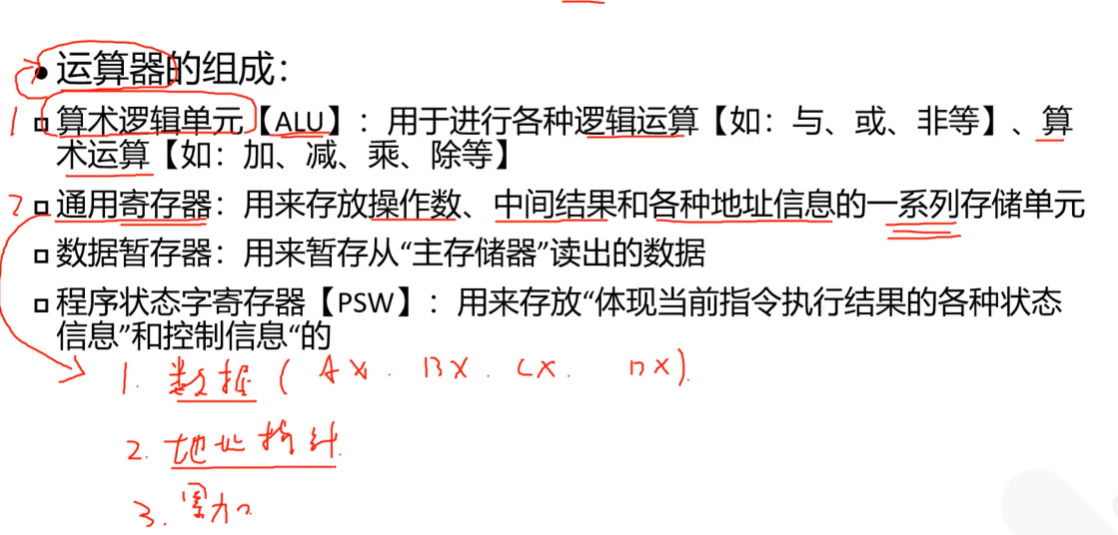 运算器的组成：
1 算术逻辑单元【ALU】：用于进行各种逻辑运算【如：与、或、非等】、算
术运算【如：加、减、乘、除等】
2 通用寄存器：用来存放操作数、中间结果和各种地址信息的一系列存储单元
数据暂存器：用来暂存从“主存储器”读出的数据
程序状态字寄存器【PSW】：用来存放“体现当前指令执行结果的各种状态
信息”和控制信息“的
1. 数据（AX. BX. CX. DX).
2. 地址指针
3. 累加